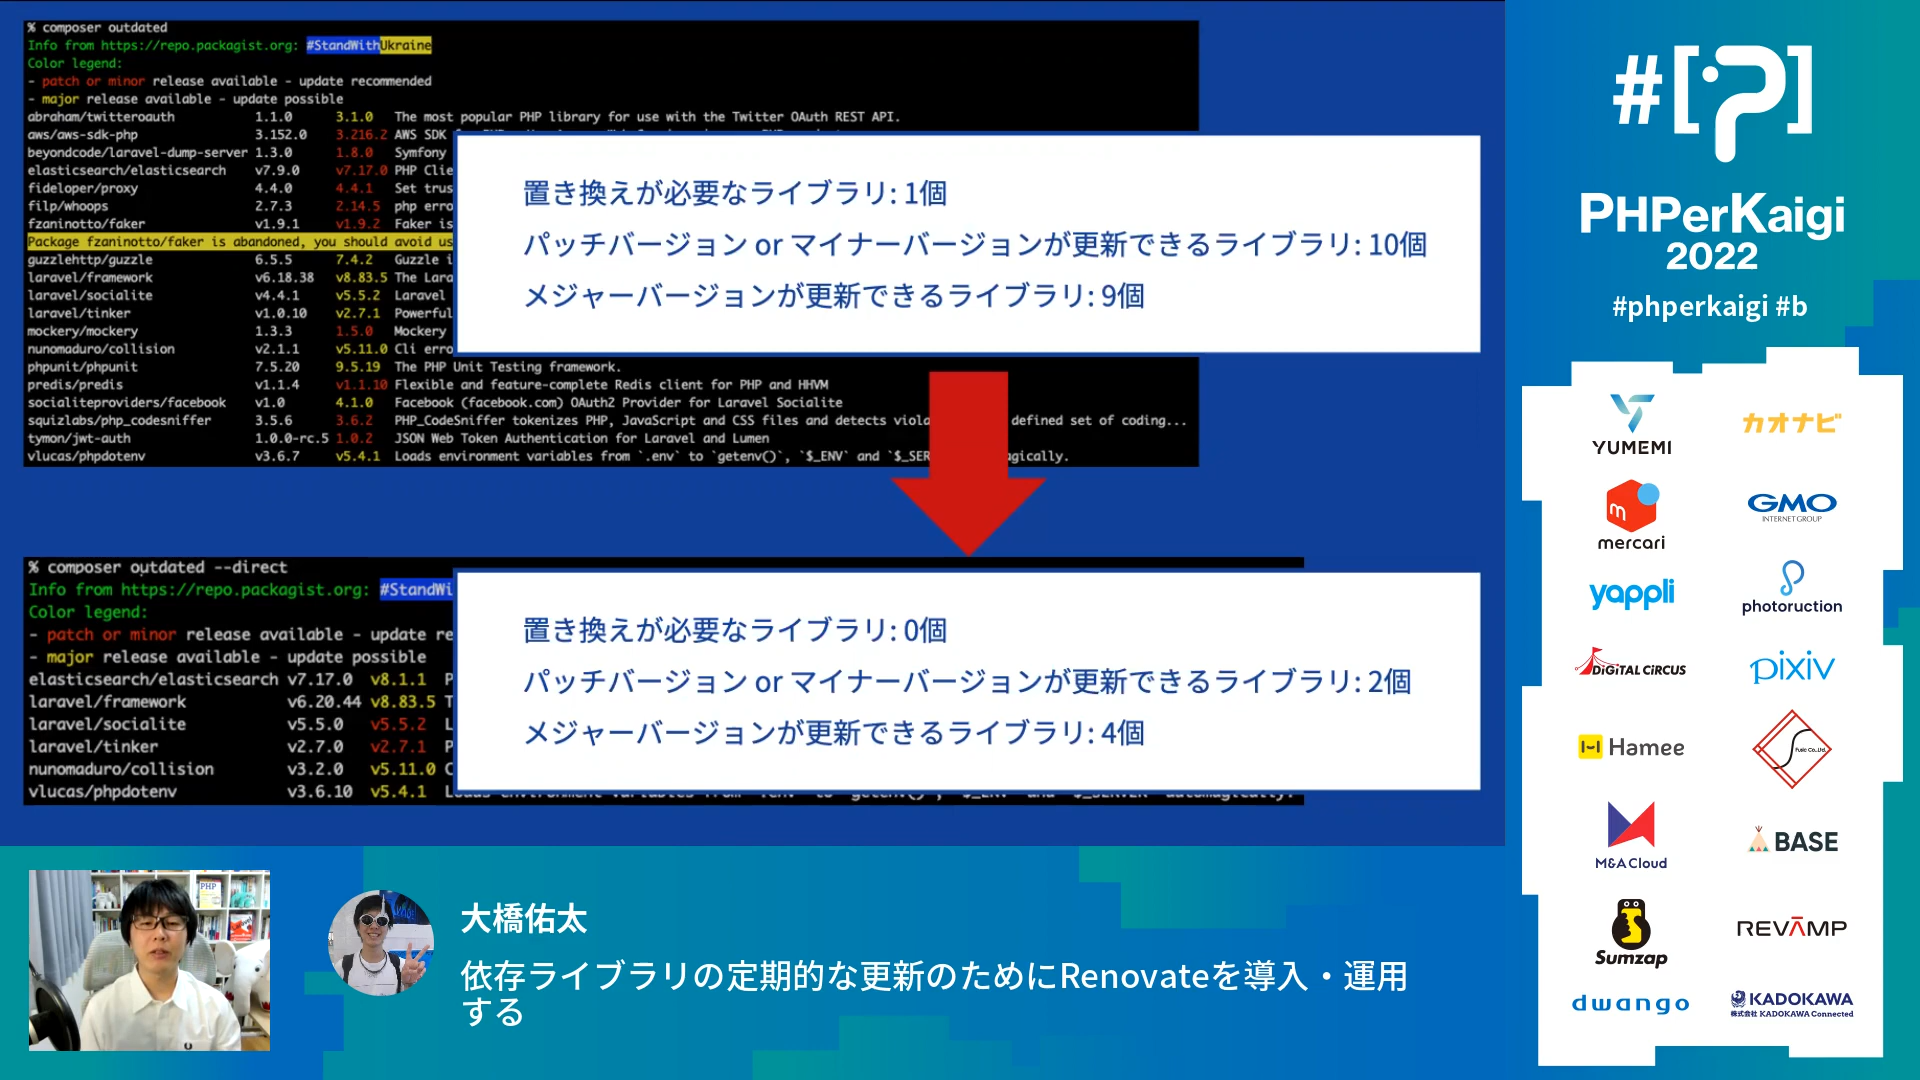 % composer outdated
Info from https://repo.packagist.org: #StandWithUkraine
Color legend:
- patch or minor release available - update recommended
- major release available - update possible
abraham/twitteroauth 1.1.0 3.1.0 The most popular PHP library for use with the Twitter OAuth REST API.
aws/aws-sdk-php 3.152.0 3.216.2 AWS SDK
beyondcode/laravel-dump-server 1.3.0 1.8.0 Symfony
elasticsearch/elasticsearch v7.9.0 v7.17.0 PHP Clie
fideloper/proxy 4.4.0 4.4.1 Set trus
filp/whoops 2.7.3 2.14.5 php erro
fzaninotto/faker v1.9.1 v1.9.2 Faker is
Package fzaninotto/faker is abandoned, you should avoid us
guzzlehttp/guzzle 6.5.5 7.4.2 Guzzle i
laravel/framework v6.18.38 v8.83.5 The Lara
laravel/socialite v4.4.1 v5.5.2 Laravel
laravel/tinker v1.0.10 v2.7.1 Powerful
mockery/mockery 1.3.3 1.5.0 Mockery
nunomaduro/collision v2.1.1 v5.11.0 Cli erro
phpunit/phpunit 7.5.20 9.5.19 The PHP Unit Testing framework.
predis/predis v1.1.4 v1.1.10 Flexible and feature-complete Redis client for PHP and HHVM
socialiteproviders/facebook v1.0 4.1.0 Facebook (facebook.com) OAuth2 Provider for Laravel Socialite
squizlabs/php_codesniffer 3.5.6 3.6.2 PHP_CodeSniffer tokenizes PHP, JavaScript and CSS files and detects viola defined set of coding...
tymon/jwt-auth 1.0.0-rc.5 1.0.2 JSON Web Token Authentication for Laravel and Lumen
vlucas/phpdotenv v3.6.7 v5.4.1 Loads environment variables from `.env` to `getenv()`, `$_ENV` and `$_SER agically.
置き換えが必要なライブラリ: 1個
パッチバージョン or マイナーバージョンが更新できるライブラリ: 10個
メジャーバージョンが更新できるライブラリ: 9個
% composer outdated --direct
Info from https://repo.packagist.org: #StandWi
Color legend:
- patch or minor release available - update re
- major release available - update possible
elasticsearch/elasticsearch v7.17.0 v8.1.1 P
laravel/framework v6.20.44 v8.83.5 T
laravel/socialite v5.5.0 v5.5.2 L
laravel/tinker v2.7.0 v2.7.1 P
nunomaduro/collision v3.2.0 v5.11.0 C
vlucas/phpdotenv v3.6.10 v5.4.1 Loads environment variables from `.env` to `getenv()`, `$_ENV` and `$_SERVER` automagically.
置き換えが必要なライブラリ: 0個
パッチバージョン or マイナーバージョンが更新できるライブラリ: 2個
メジャーバージョンが更新できるライブラリ: 4個
大橋佑太
依存ライブラリの定期的な更新のためにRenovateを導入・運用
する
#[?]
PHPerKaigi
2022
#phperkaigi #b
YUMEMI
カオナビ
mercari
GMO
INTERNET GROUP
yappli
photoruction
DIGITAL CIRCUS
pixiv
Hamee
Fusic Co.,Ltd.
M&A Cloud
BASE
Sumzap
REVAMP
dwango
KADOKAWA
株式会社 KADOKAWA Connected
PHP